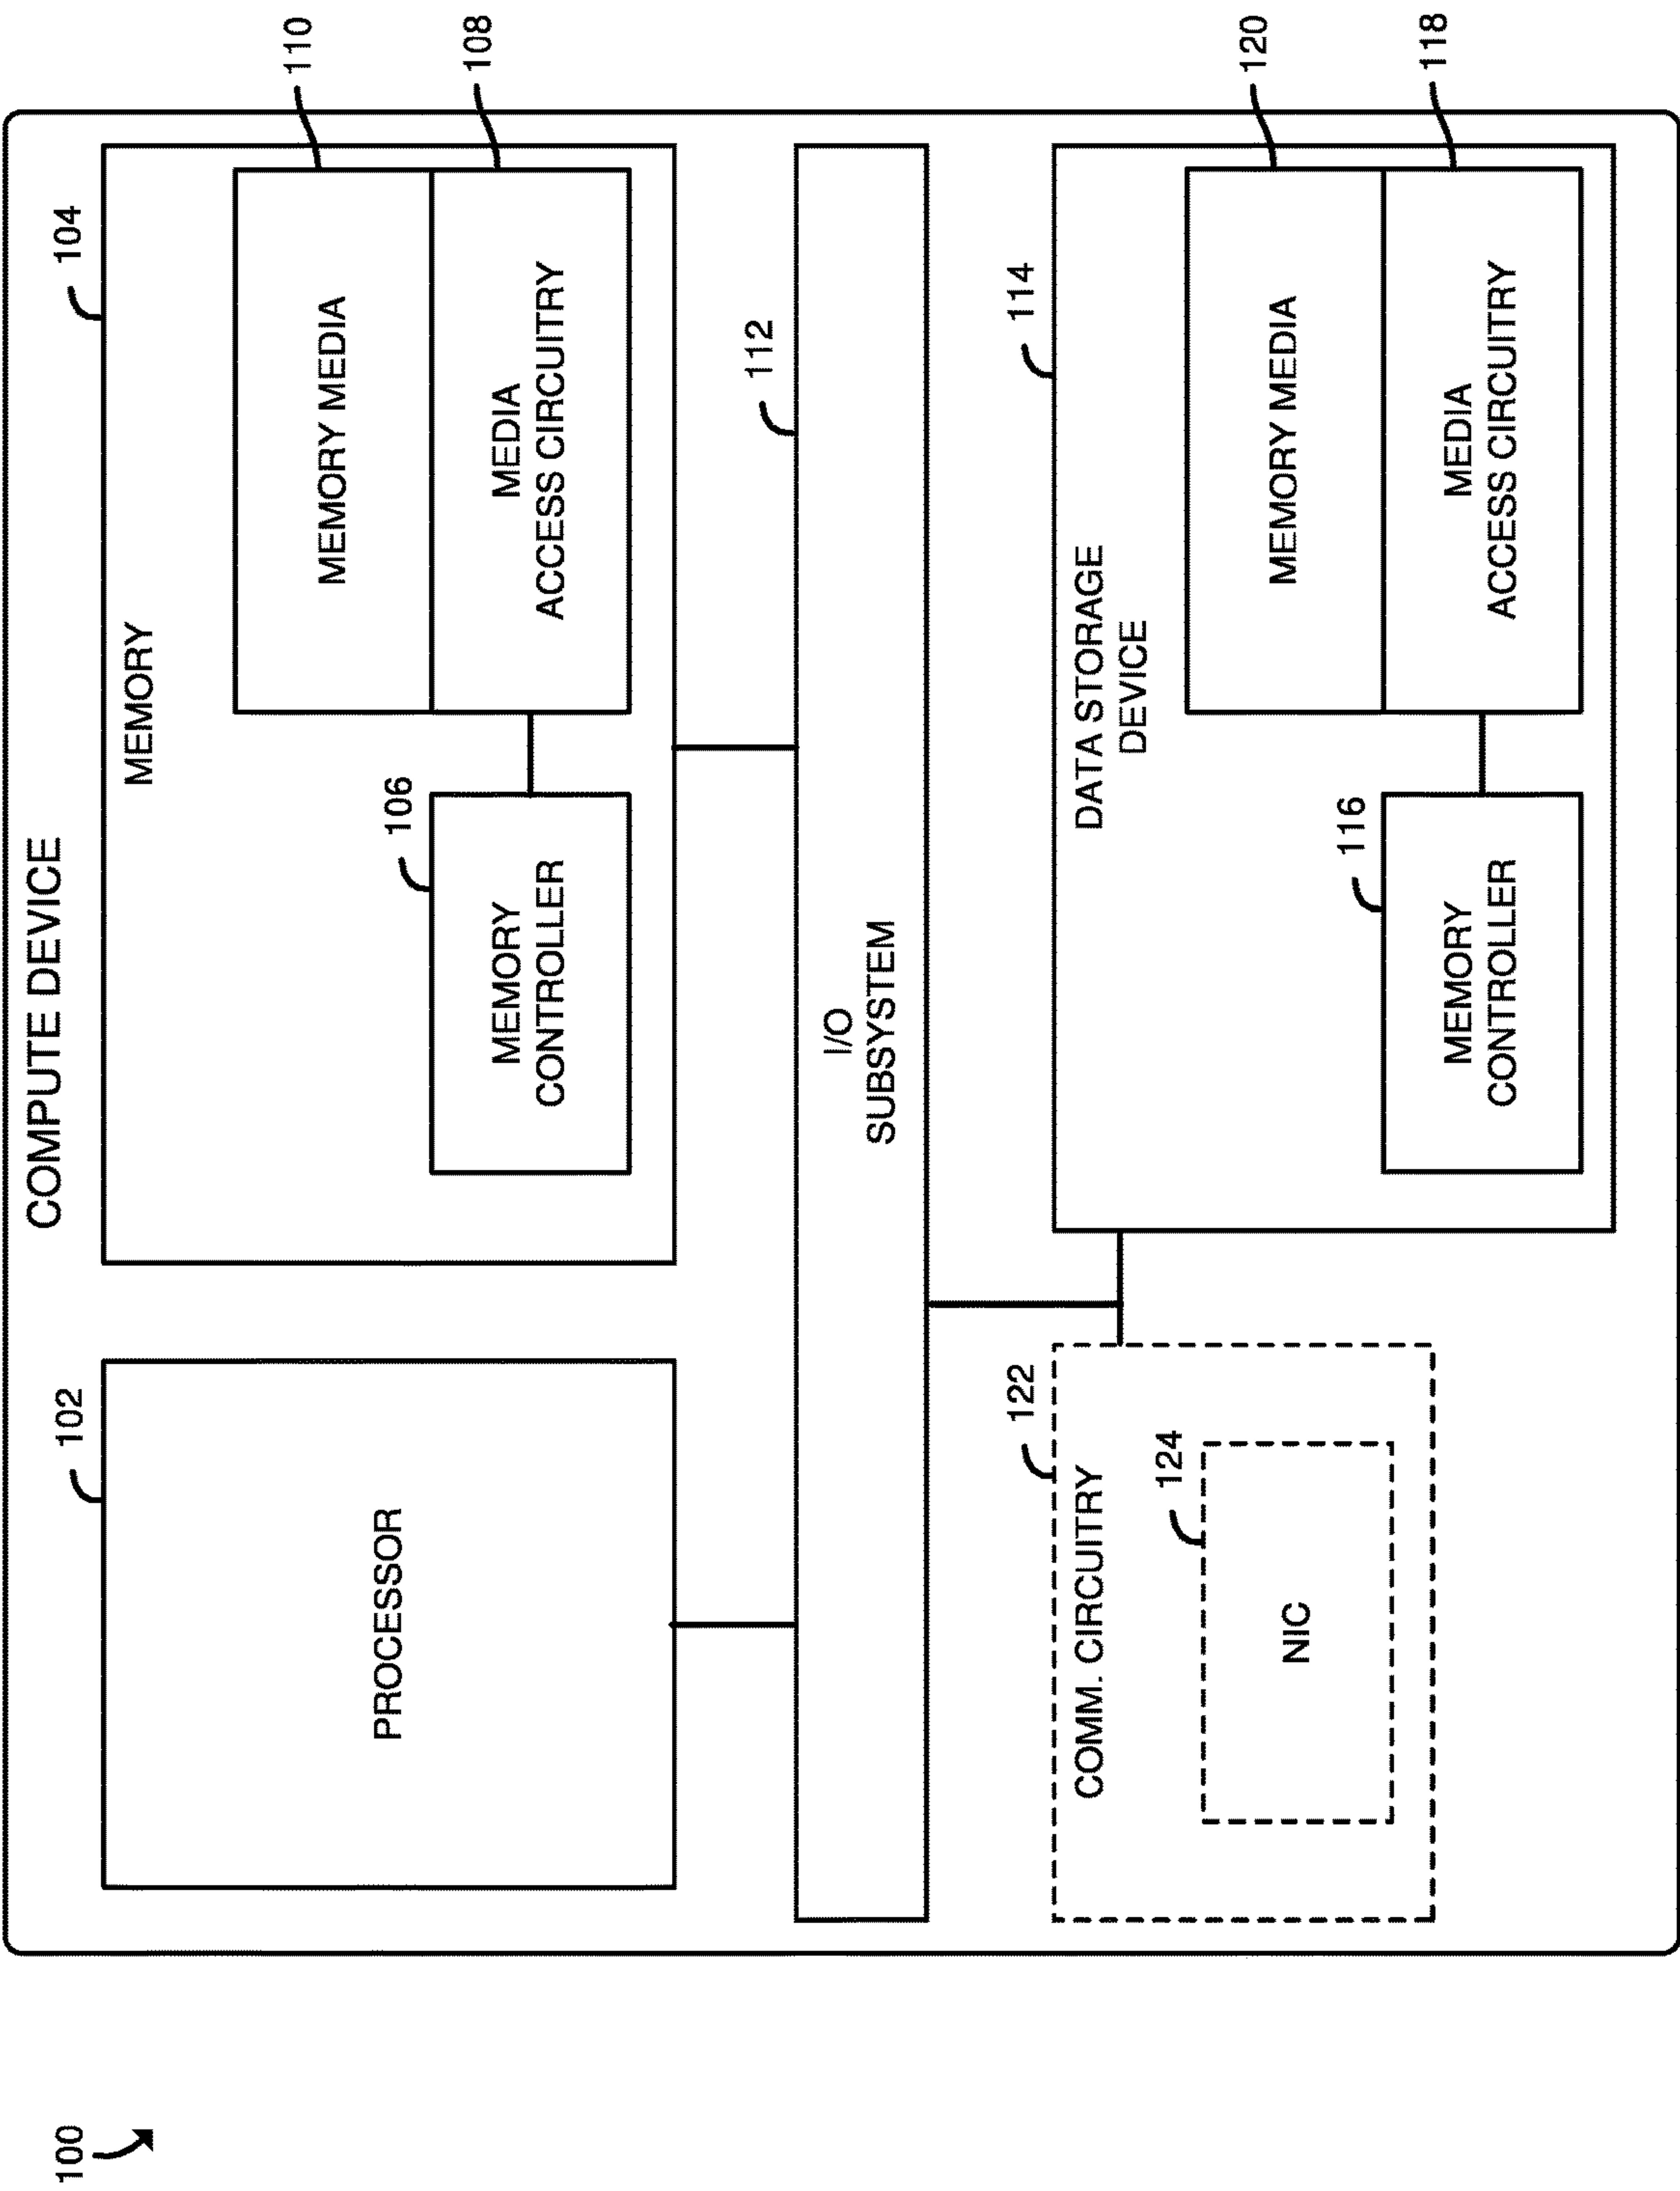 100
COMPUTE DEVICE
102
PROCESSOR
104
MEMORY
106
MEMORY
CONTROLLER
110
MEMORY MEDIA
108
MEDIA
ACCESS CIRCUITRY
112
I/O
SUBSYSTEM
122
COMM. CIRCUITRY
124
NIC
114
DATA STORAGE
DEVICE
116
MEMORY
CONTROLLER
120
MEMORY MEDIA
118
MEDIA
ACCESS CIRCUITRY